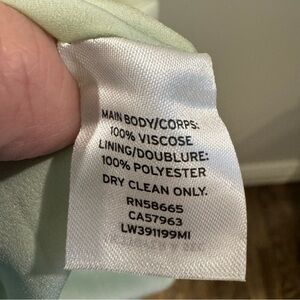 MAIN BODY/CORPS:
100% VISCOSE
LINING/DOUBLURE:
100% POLYESTER
DRY CLEAN ONLY.
RN58665
CA57963
LW391199MI